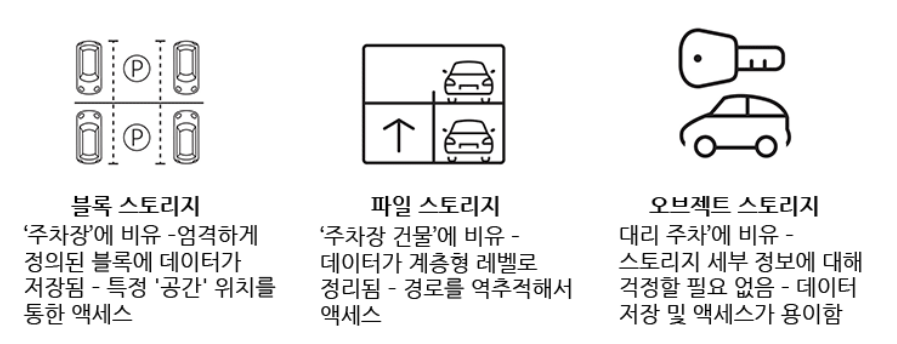 P
P
블록 스토리지
‘주차장’에 비유 -엄격하게
정의된 블록에 데이터가
저장됨 - 특정 '공간' 위치를
통한 액세스
파일 스토리지
‘주차장 건물’에 비유 -
데이터가 계층형 레벨로
정리됨 - 경로를 역추적해서
액세스
오브젝트 스토리지
대리 주차’에 비유 -
스토리지 세부 정보에 대해
걱정할 필요 없음 - 데이터
저장 및 액세스가 용이함